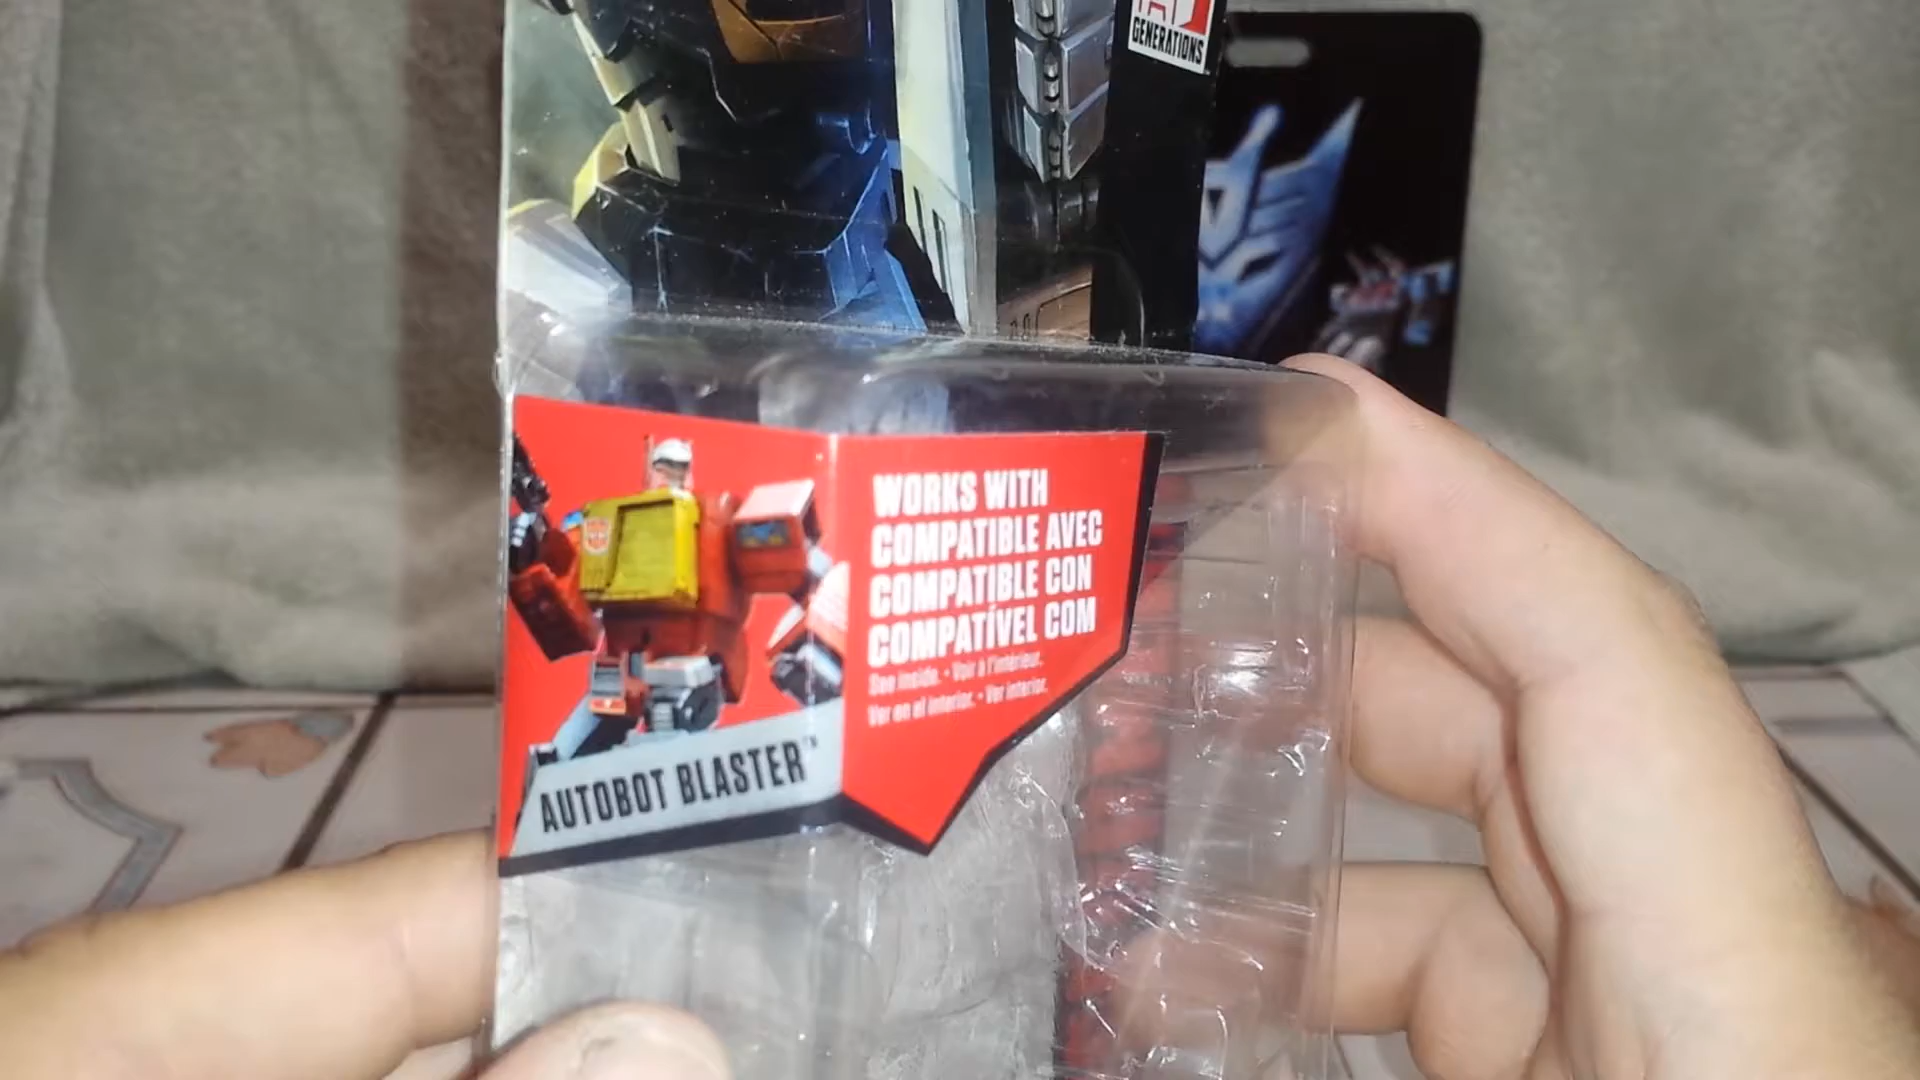 GENERATIONS
WORKS WITH
COMPATIBLE AVEC
COMPATIBLE CON
COMPATÍVEL COM
See inside. • Voir à l'intérieur.
Ver en el interior. • Ver interior.
AUTOBOT BLASTER™